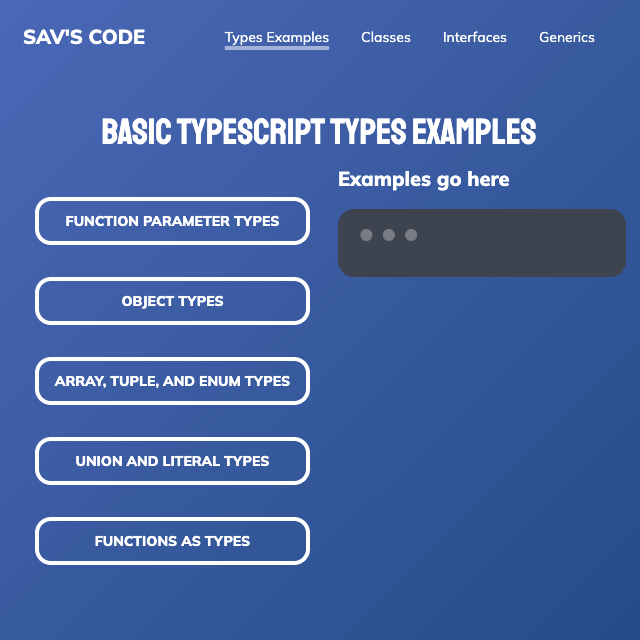 SAV'S CODE
Types Examples
Classes
Interfaces
Generics
BASIC TYPESCRIPT TYPES EXAMPLES
FUNCTION PARAMETER TYPES
OBJECT TYPES
ARRAY, TUPLE, AND ENUM TYPES
UNION AND LITERAL TYPES
FUNCTIONS AS TYPES
Examples go here